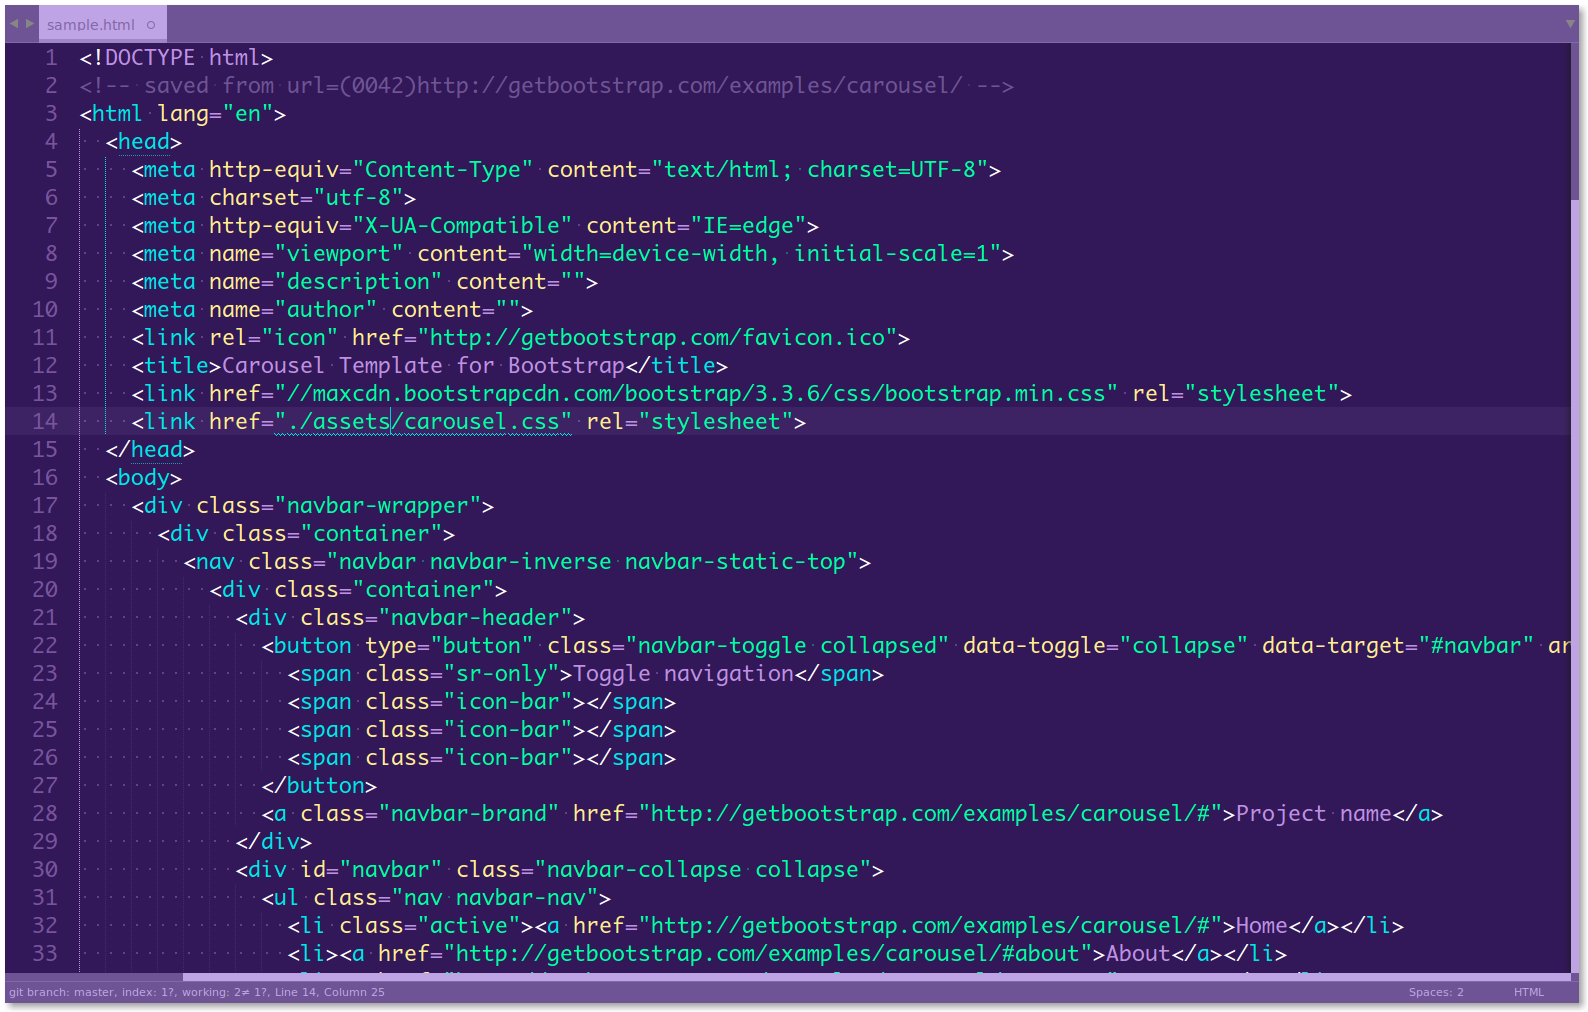 sample.html
1 <!DOCTYPE html>
2 <!-- saved from url=(0042)http://getbootstrap.com/examples/carousel/ -->
3 <html lang="en">
4   <head>
5     <meta http-equiv="Content-Type" content="text/html; charset=UTF-8">
6     <meta charset="utf-8">
7     <meta http-equiv="X-UA-Compatible" content="IE=edge">
8     <meta name="viewport" content="width=device-width, initial-scale=1">
9     <meta name="description" content="">
10     <meta name="author" content="">
11     <link rel="icon" href="http://getbootstrap.com/favicon.ico">
12     <title>Carousel Template for Bootstrap</title>
13     <link href="//maxcdn.bootstrapcdn.com/bootstrap/3.3.6/css/bootstrap.min.css" rel="stylesheet">
14     <link href="./assets/carousel.css" rel="stylesheet">
15   </head>
16   <body>
17     <div class="navbar-wrapper">
18       <div class="container">
19         <nav class="navbar navbar-inverse navbar-static-top">
20           <div class="container">
21             <div class="navbar-header">
22               <button type="button" class="navbar-toggle collapsed" data-toggle="collapse" data-target="#navbar" ar
23                 <span class="sr-only">Toggle navigation</span>
24                 <span class="icon-bar"></span>
25                 <span class="icon-bar"></span>
26                 <span class="icon-bar"></span>
27               </button>
28               <a class="navbar-brand" href="http://getbootstrap.com/examples/carousel/#">Project name</a>
29             </div>
30             <div id="navbar" class="navbar-collapse collapse">
31               <ul class="nav navbar-nav">
32                 <li class="active"><a href="http://getbootstrap.com/examples/carousel/#">Home</a></li>
33                 <li><a href="http://getbootstrap.com/examples/carousel/#about">About</a></li>
git branch: master, index: 1?, working: 2≠ 1?, Line 14, Column 25
Spaces: 2
HTML